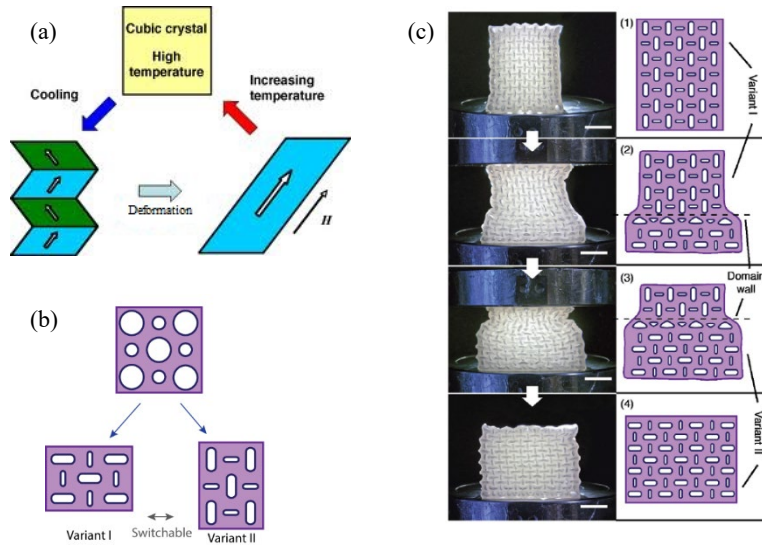 (a)
Cubic crystal
High
temperature
Cooling
Increasing
temperature
Deformation
H
(b)
Variant I
Switchable
Variant II
(c)
(1)
Variant I
(2)
Domain
wall
(3)
Variant II
(4)